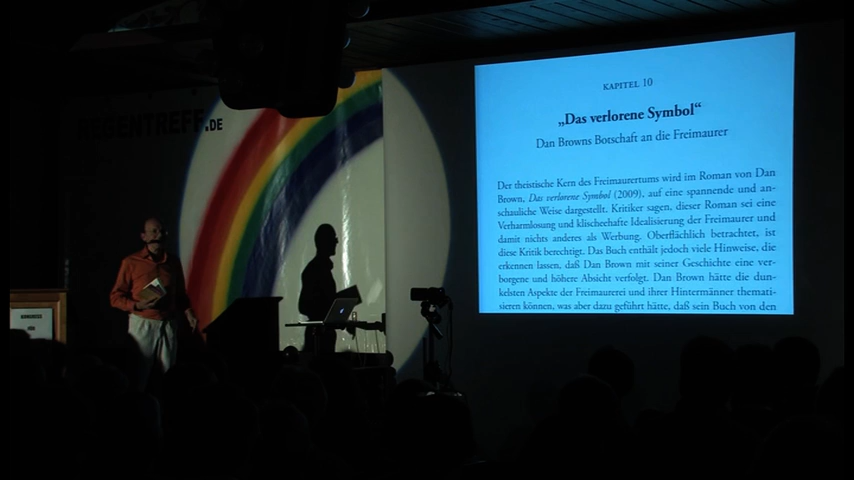 REGENTREFF.DE
KAPITEL 10
„Das verlorene Symbol“
Dan Browns Botschaft an die Freimaurer
Der theistische Kern des Freimaurertums wird im Roman von Dan
Brown, Das verlorene Symbol (2009), auf eine spannende und an-
schauliche Weise dargestellt. Kritiker sagen, dieser Roman sei eine
Verharmlosung und klischeehafte Idealisierung der Freimaurer und
damit nichts anderes als Werbung. Oberflächlich betrachtet, ist
diese Kritik berechtigt. Das Buch enthält jedoch viele Hinweise, die
erkennen lassen, daß Dan Brown mit seiner Geschichte eine ver-
borgene und höhere Absicht verfolgt. Dan Brown hätte die dun-
kelsten Aspekte der Freimaurerei und ihrer Hintermänner themati-
sieren können, was aber dazu geführt hätte, daß sein Buch von den